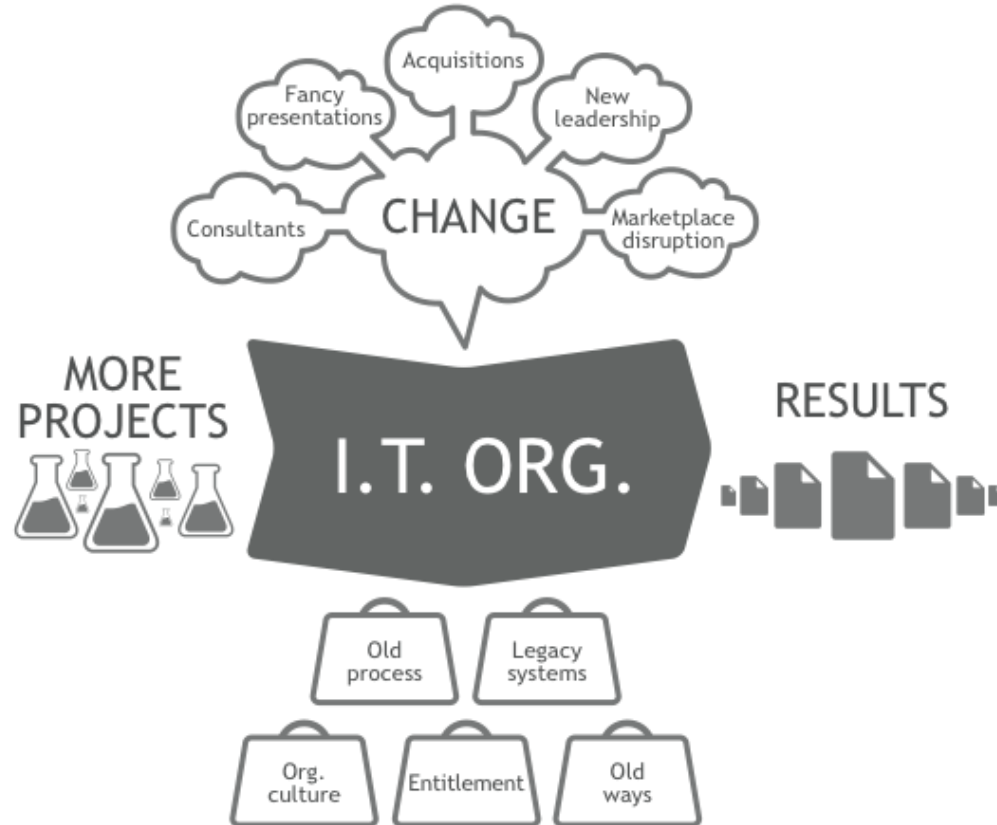 Acquisitions
Fancy
presentations
New
leadership
Consultants
CHANGE
Marketplace
disruption
MORE
PROJECTS
I.T. ORG.
RESULTS
Old
process
Legacy
systems
Org.
culture
Entitlement
Old
ways